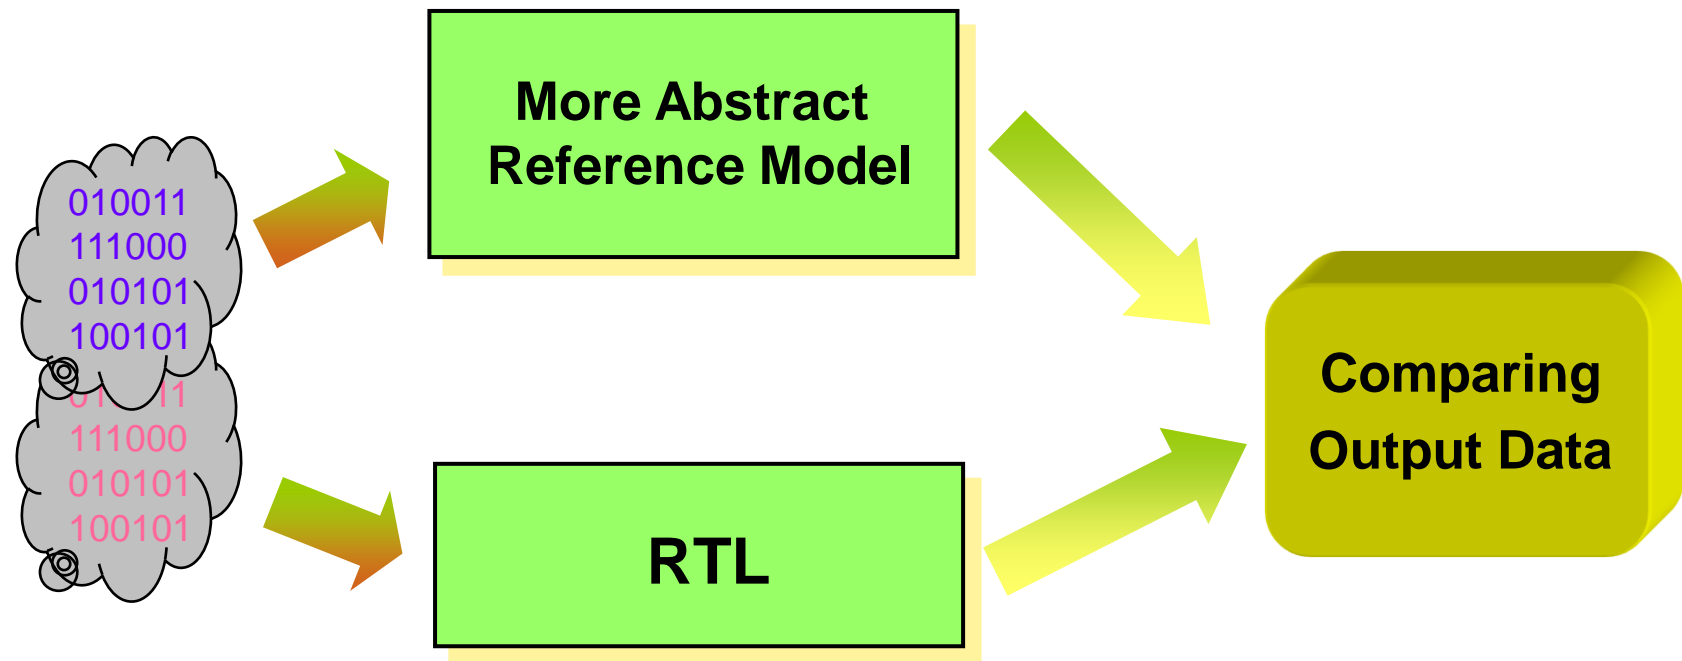 010011
111000
010101
100101
111000
010101
100101
More Abstract
Reference Model
RTL
Comparing
Output Data